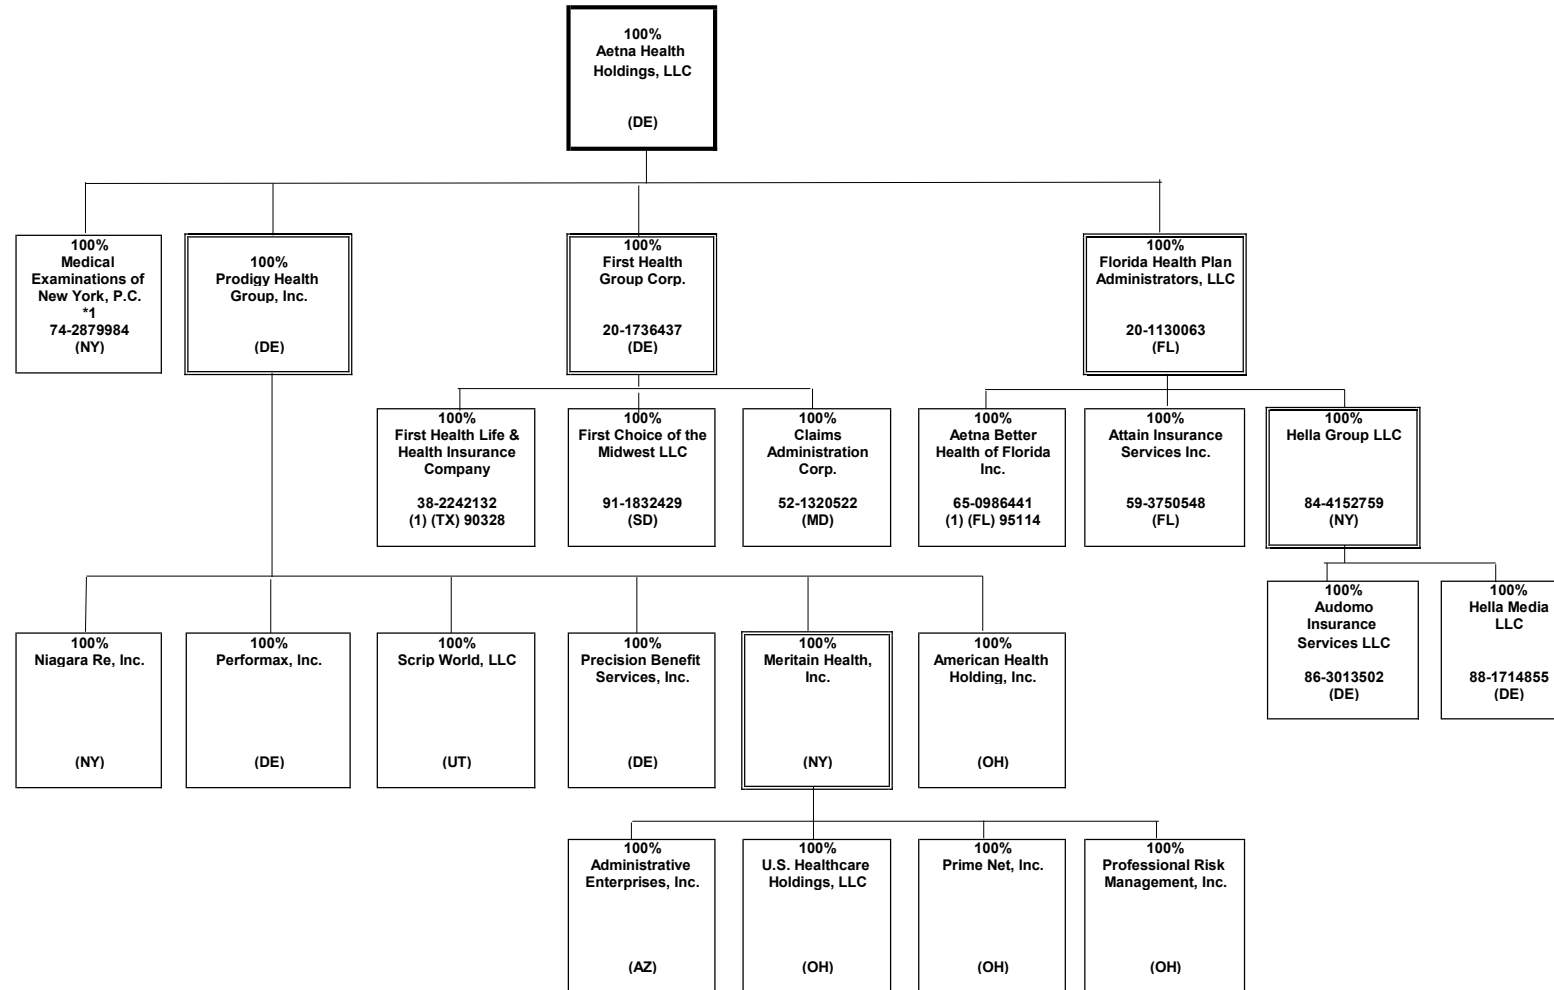 100%
Aetna Health
Holdings, LLC
(DE)
100%
Medical
Examinations of
New York, P.C.
*1
74-2879984
(NY)
100%
Prodigy Health
Group, Inc.
(DE)
100%
First Health
Group Corp.
20-1736437
(DE)
100%
Florida Health Plan
Administrators, LLC
20-1130063
(FL)
100%
First Health Life &
Health Insurance
Company
38-2242132
(1) (TX) 90328
100%
First Choice of the
Midwest LLC
91-1832429
(SD)
100%
Claims
Administration
Corp.
52-1320522
(MD)
100%
Aetna Better
Health of Florida
Inc.
65-0986441
(1) (FL) 95114
100%
Attain Insurance
Services Inc.
59-3750548
(FL)
100%
Hella Group LLC
84-4152759
(NY)
100%
Audomo
Insurance
Services LLC
86-3013502
(DE)
100%
Hella Media
LLC
88-1714855
(DE)
100%
Niagara Re, Inc.
(NY)
100%
Performax, Inc.
(DE)
100%
Scrip World, LLC
(UT)
100%
Precision Benefit
Services, Inc.
(DE)
100%
Meritain Health,
Inc.
(NY)
100%
American Health
Holding, Inc.
(OH)
100%
Administrative
Enterprises, Inc.
(AZ)
100%
U.S. Healthcare
Holdings, LLC
(OH)
100%
Prime Net, Inc.
(OH)
100%
Professional Risk
Management, Inc.
(OH)